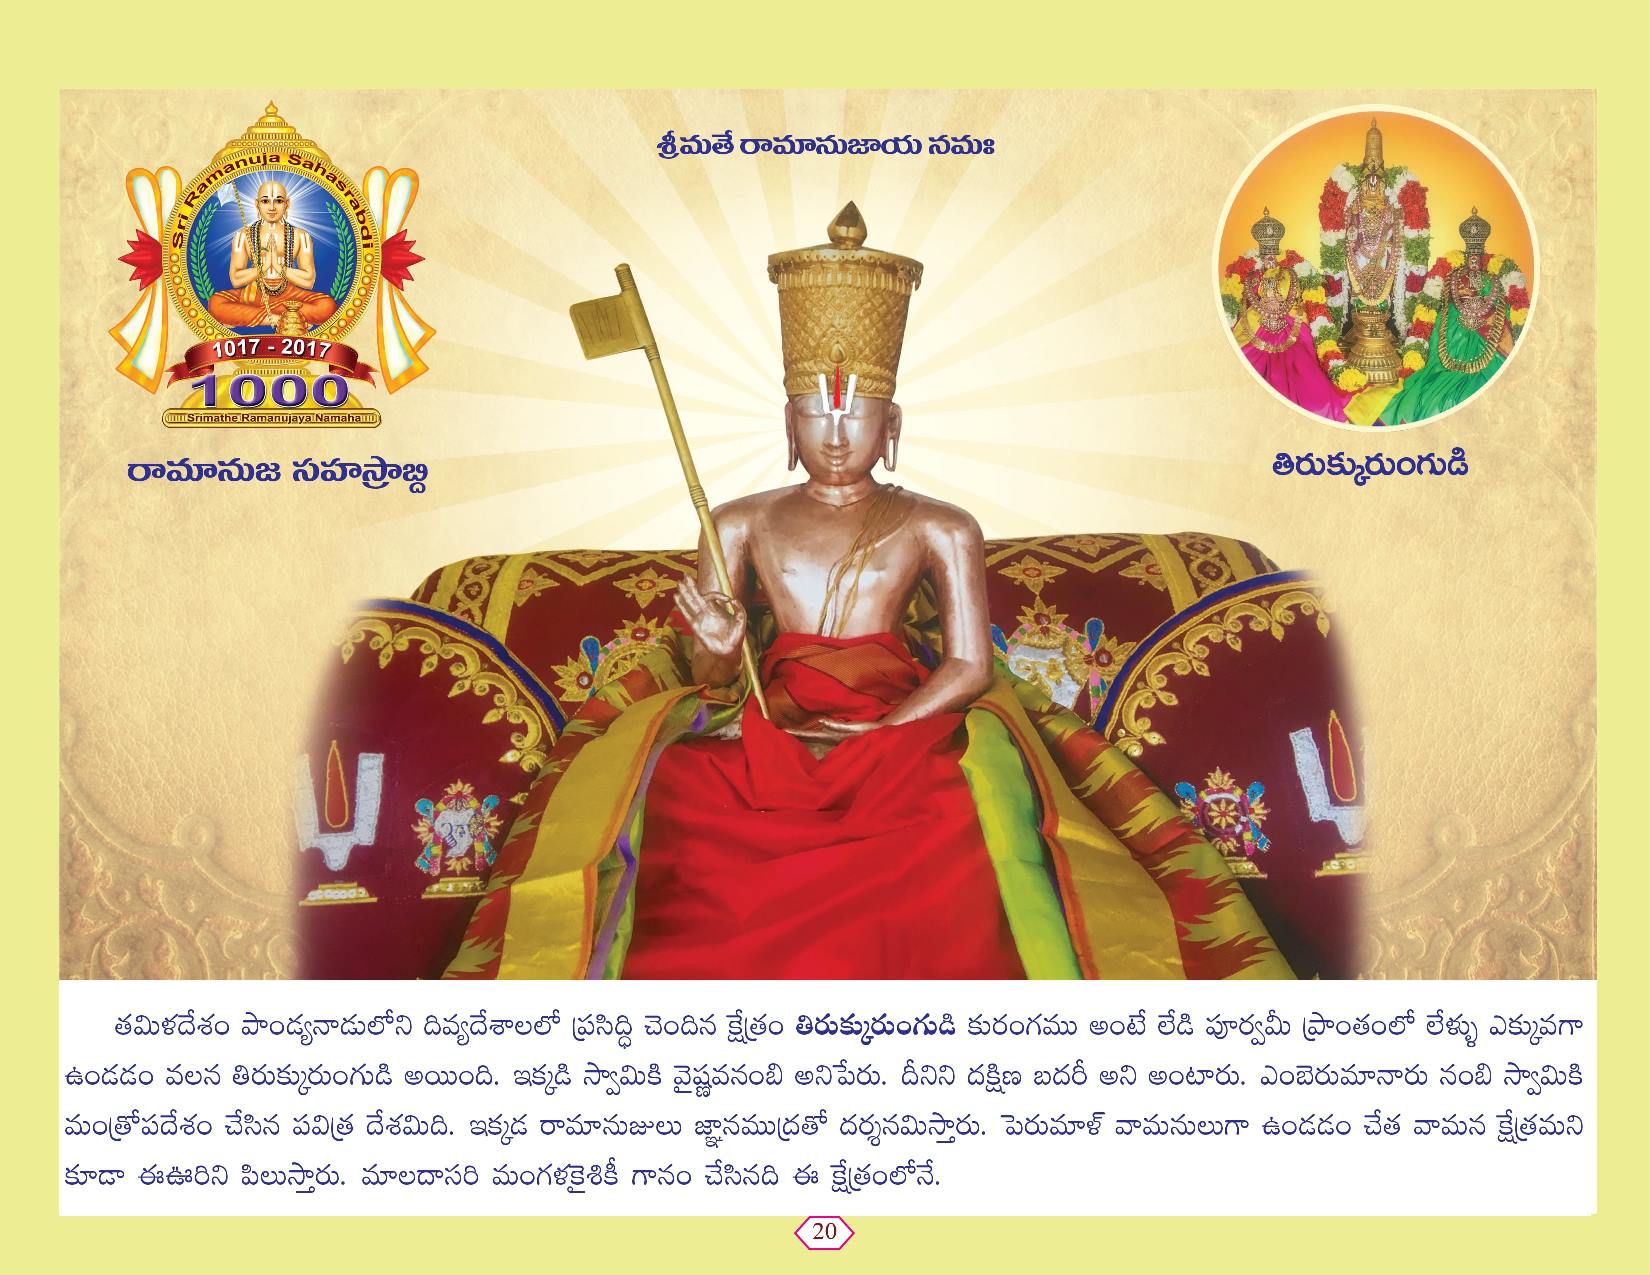 శ్రీమతే రామానుజాయ నమః
Sri Ramanuja Sahasrabdi
1017 - 2017
1000
Srimathe Ramanujaya Namaha
రామానుజ సహస్రాబ్ది
తిరుక్కురుంగుడి
తమిళదేశం పాండ్యనాడులోని దివ్యదేశాలలో ప్రసిద్ధి చెందిన క్షేత్రం తిరుక్కురుంగుడి కురంగము అంటే లేడి పూర్వమీ ప్రాంతంలో లేళ్ళు ఎక్కువగా
ఉండడం వలన తిరుక్కురుంగుడి అయింది. ఇక్కడి స్వామికి వైష్ణవనంబి అనిపేరు. దీనిని దక్షిణ బదరీ అని అంటారు. ఎంబెరుమానారు నంబి స్వామికి
మంత్రోపదేశం చేసిన పవిత్ర దేశమిది. ఇక్కడ రామానుజులు జ్ఞానముద్రతో దర్శనమిస్తారు. పెరుమాళ్ వామనులుగా ఉండడం చేత వామన క్షేత్రమని
కూడా ఈఊరిని పిలుస్తారు. మాలదాసరి మంగళకైశికీ గానం చేసినది ఈ క్షేత్రంలోనే.
20